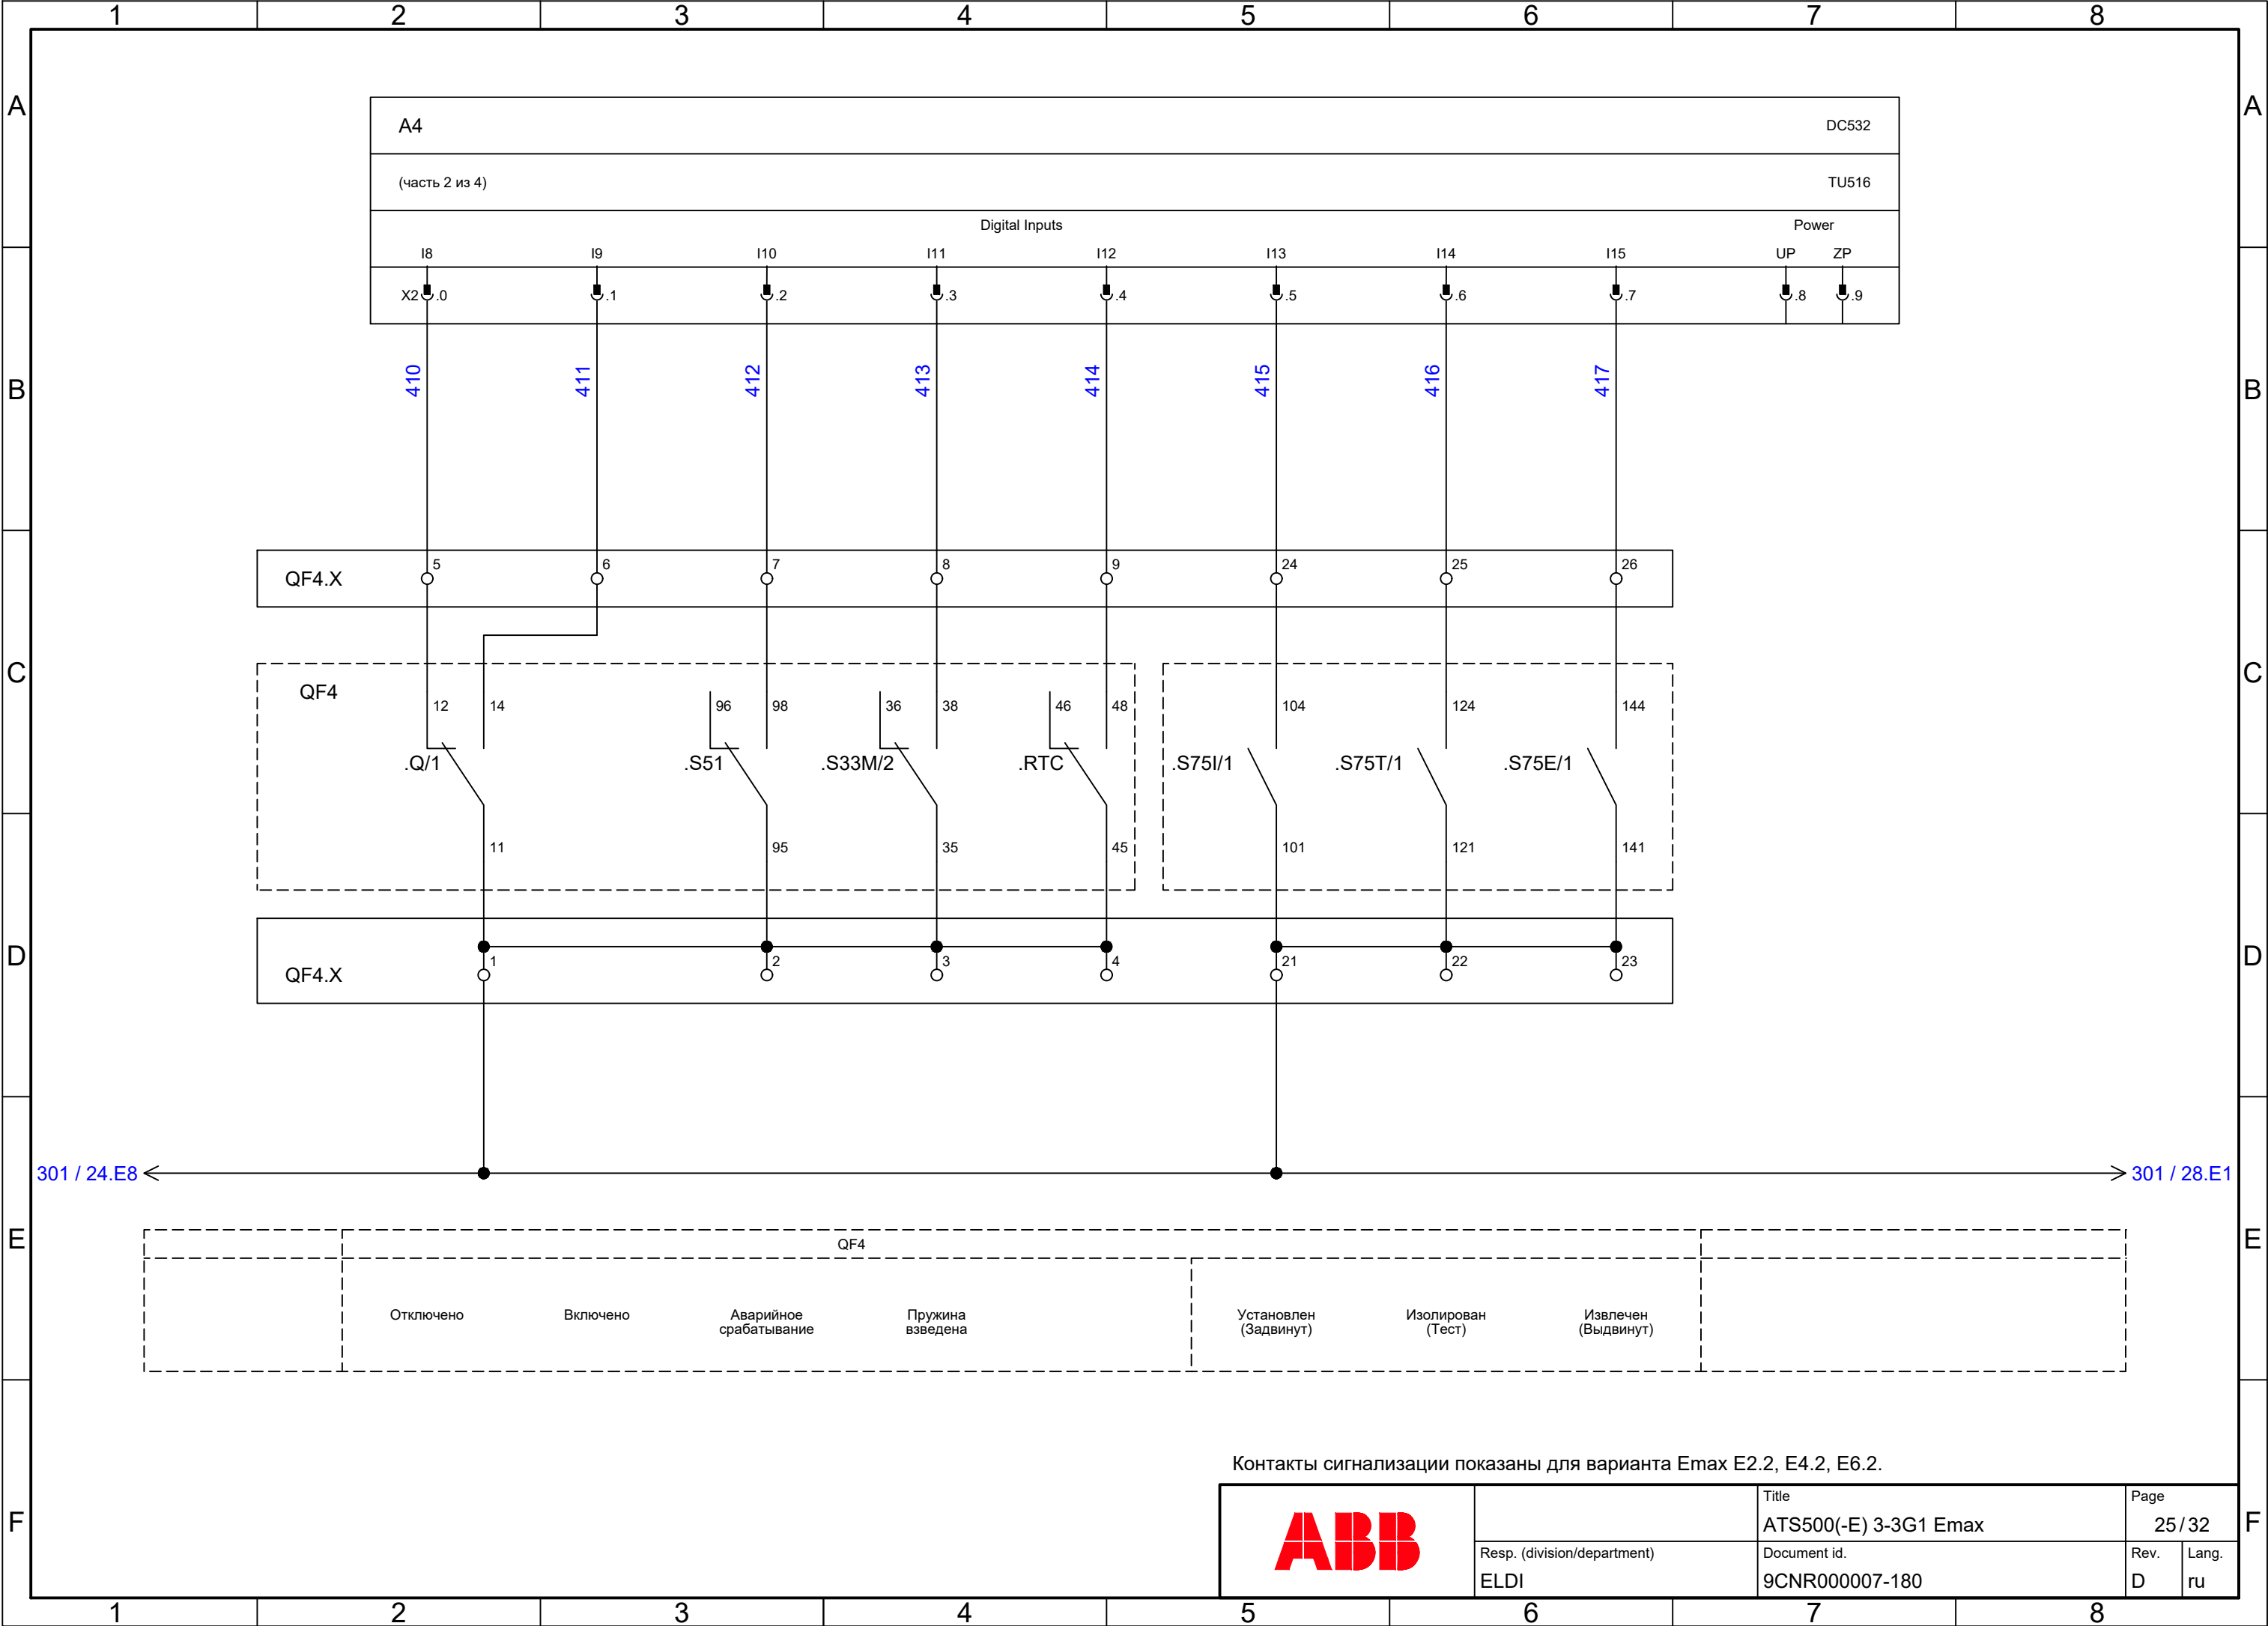 1 2 3 4 5 6 7 8
A A
A4 DC532
(часть 2 из 4) TU516
Digital Inputs Power
I8 I9 I10 I11 I12 I13 I14 I15 UP ZP
X2 .0 .1 .2 .3 .4 .5 .6 .7 .8 .9
410 411 412 413 414 415 416 417
B B
QF4.X 5 6 7 8 9 24 25 26
C C
QF4
12 14 96 98 36 38 46 48 104 124 144
.Q/1 .S51 .S33M/2 .RTC .S75I/1 .S75T/1 .S75E/1
11 95 35 45 101 121 141
D D
QF4.X 1 2 3 4 21 22 23
301 / 24.E8 301 / 28.E1
E E
QF4
Отключено Включено Аварийное Пружина Установлен Изолирован Извлечен
срабатывание взведена (Задвинут) (Тест) (Выдвинут)
Контакты сигнализации показаны для варианта Emax E2.2, E4.2, E6.2.
F F
ABB
Title Page
ATS500(-E) 3-3G1 Emax 25/32
Resp. (division/department) Document id. Rev. Lang.
ELDI 9CNR000007-180 D ru
1 2 3 4 5 6 7 8